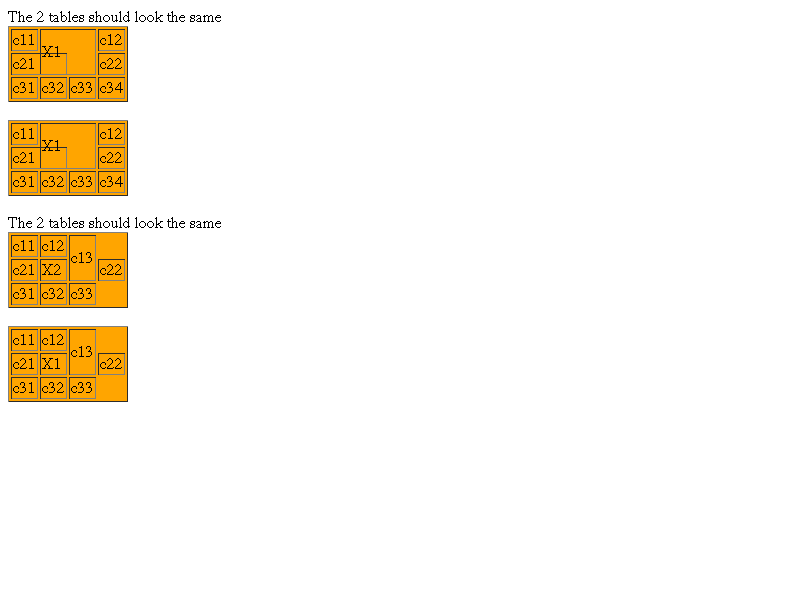 The 2 tables should look the same
c11 X1 c12
c21 c22
c31 c32 c33 c34
c11 X1 c12
c21 c22
c31 c32 c33 c34
The 2 tables should look the same
c11 c12 c13
c21 X2 c22
c31 c32 c33
c11 c12 c13
c21 X1 c22
c31 c32 c33